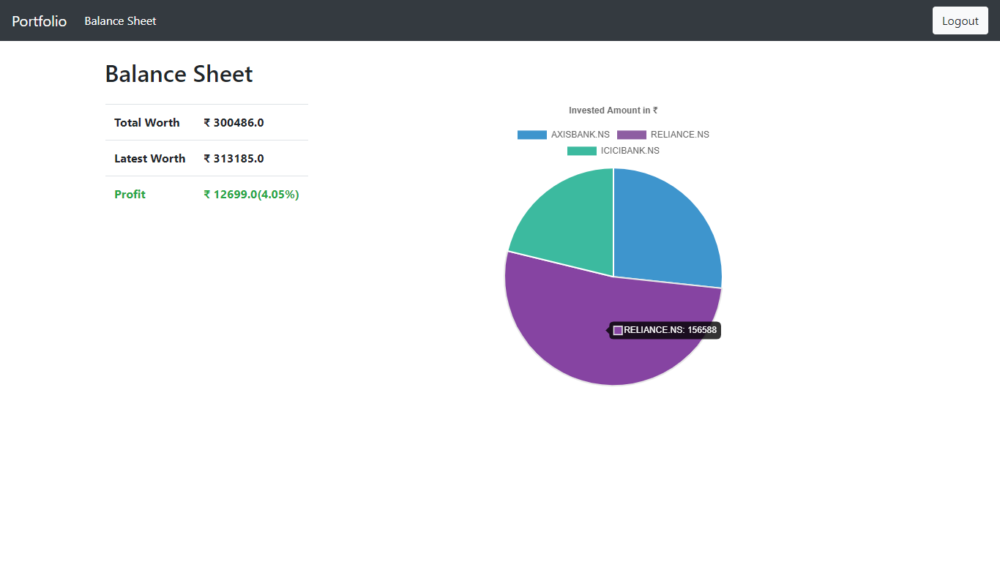 Portfolio Balance Sheet Logout
Balance Sheet
Total Worth ₹ 300486.0
Latest Worth ₹ 313185.0
Profit ₹ 12699.0(4.05%)
Invested Amount in ₹
AXISBANK.NS RELIANCE.NS
ICICIBANK.NS
RELIANCE.NS: 156588